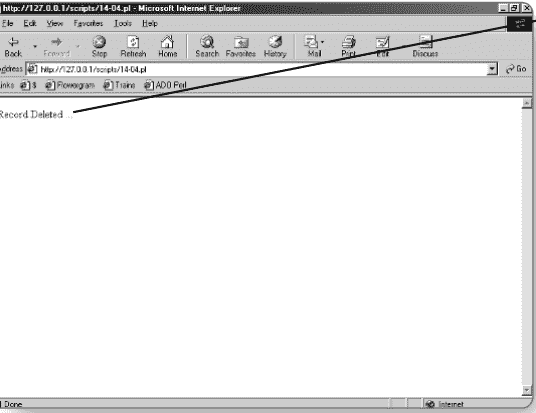 http://127.0.0.1/scripts/14-04.pl - Microsoft Internet Explorer
File Edit View Favorites Tools Help
Back Forward Stop Refresh Home Search Favorites History Mail Print Edit Discuss
Address http://127.0.0.1/scripts/14-04.pl Go
Links $ Flowergram Trains ADO Perl
Record Deleted ...
Done Internet